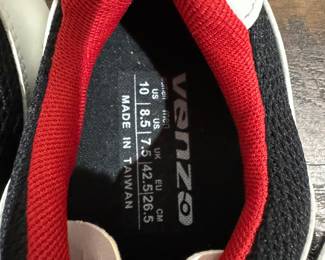 venzo
US US UK EU CM
10 8.5 7.5 42.5 26.5
MADE IN TAIWAN